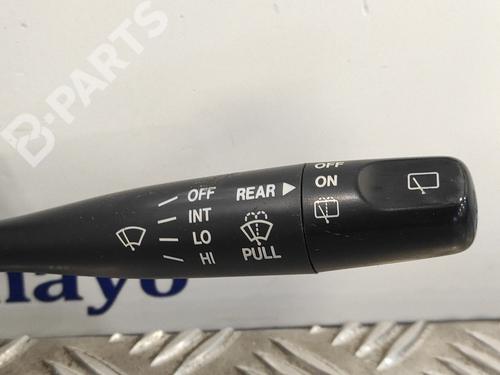 B-PARTS
OFF
OFF REAR ON
INT
LO
HI PULL
mayo